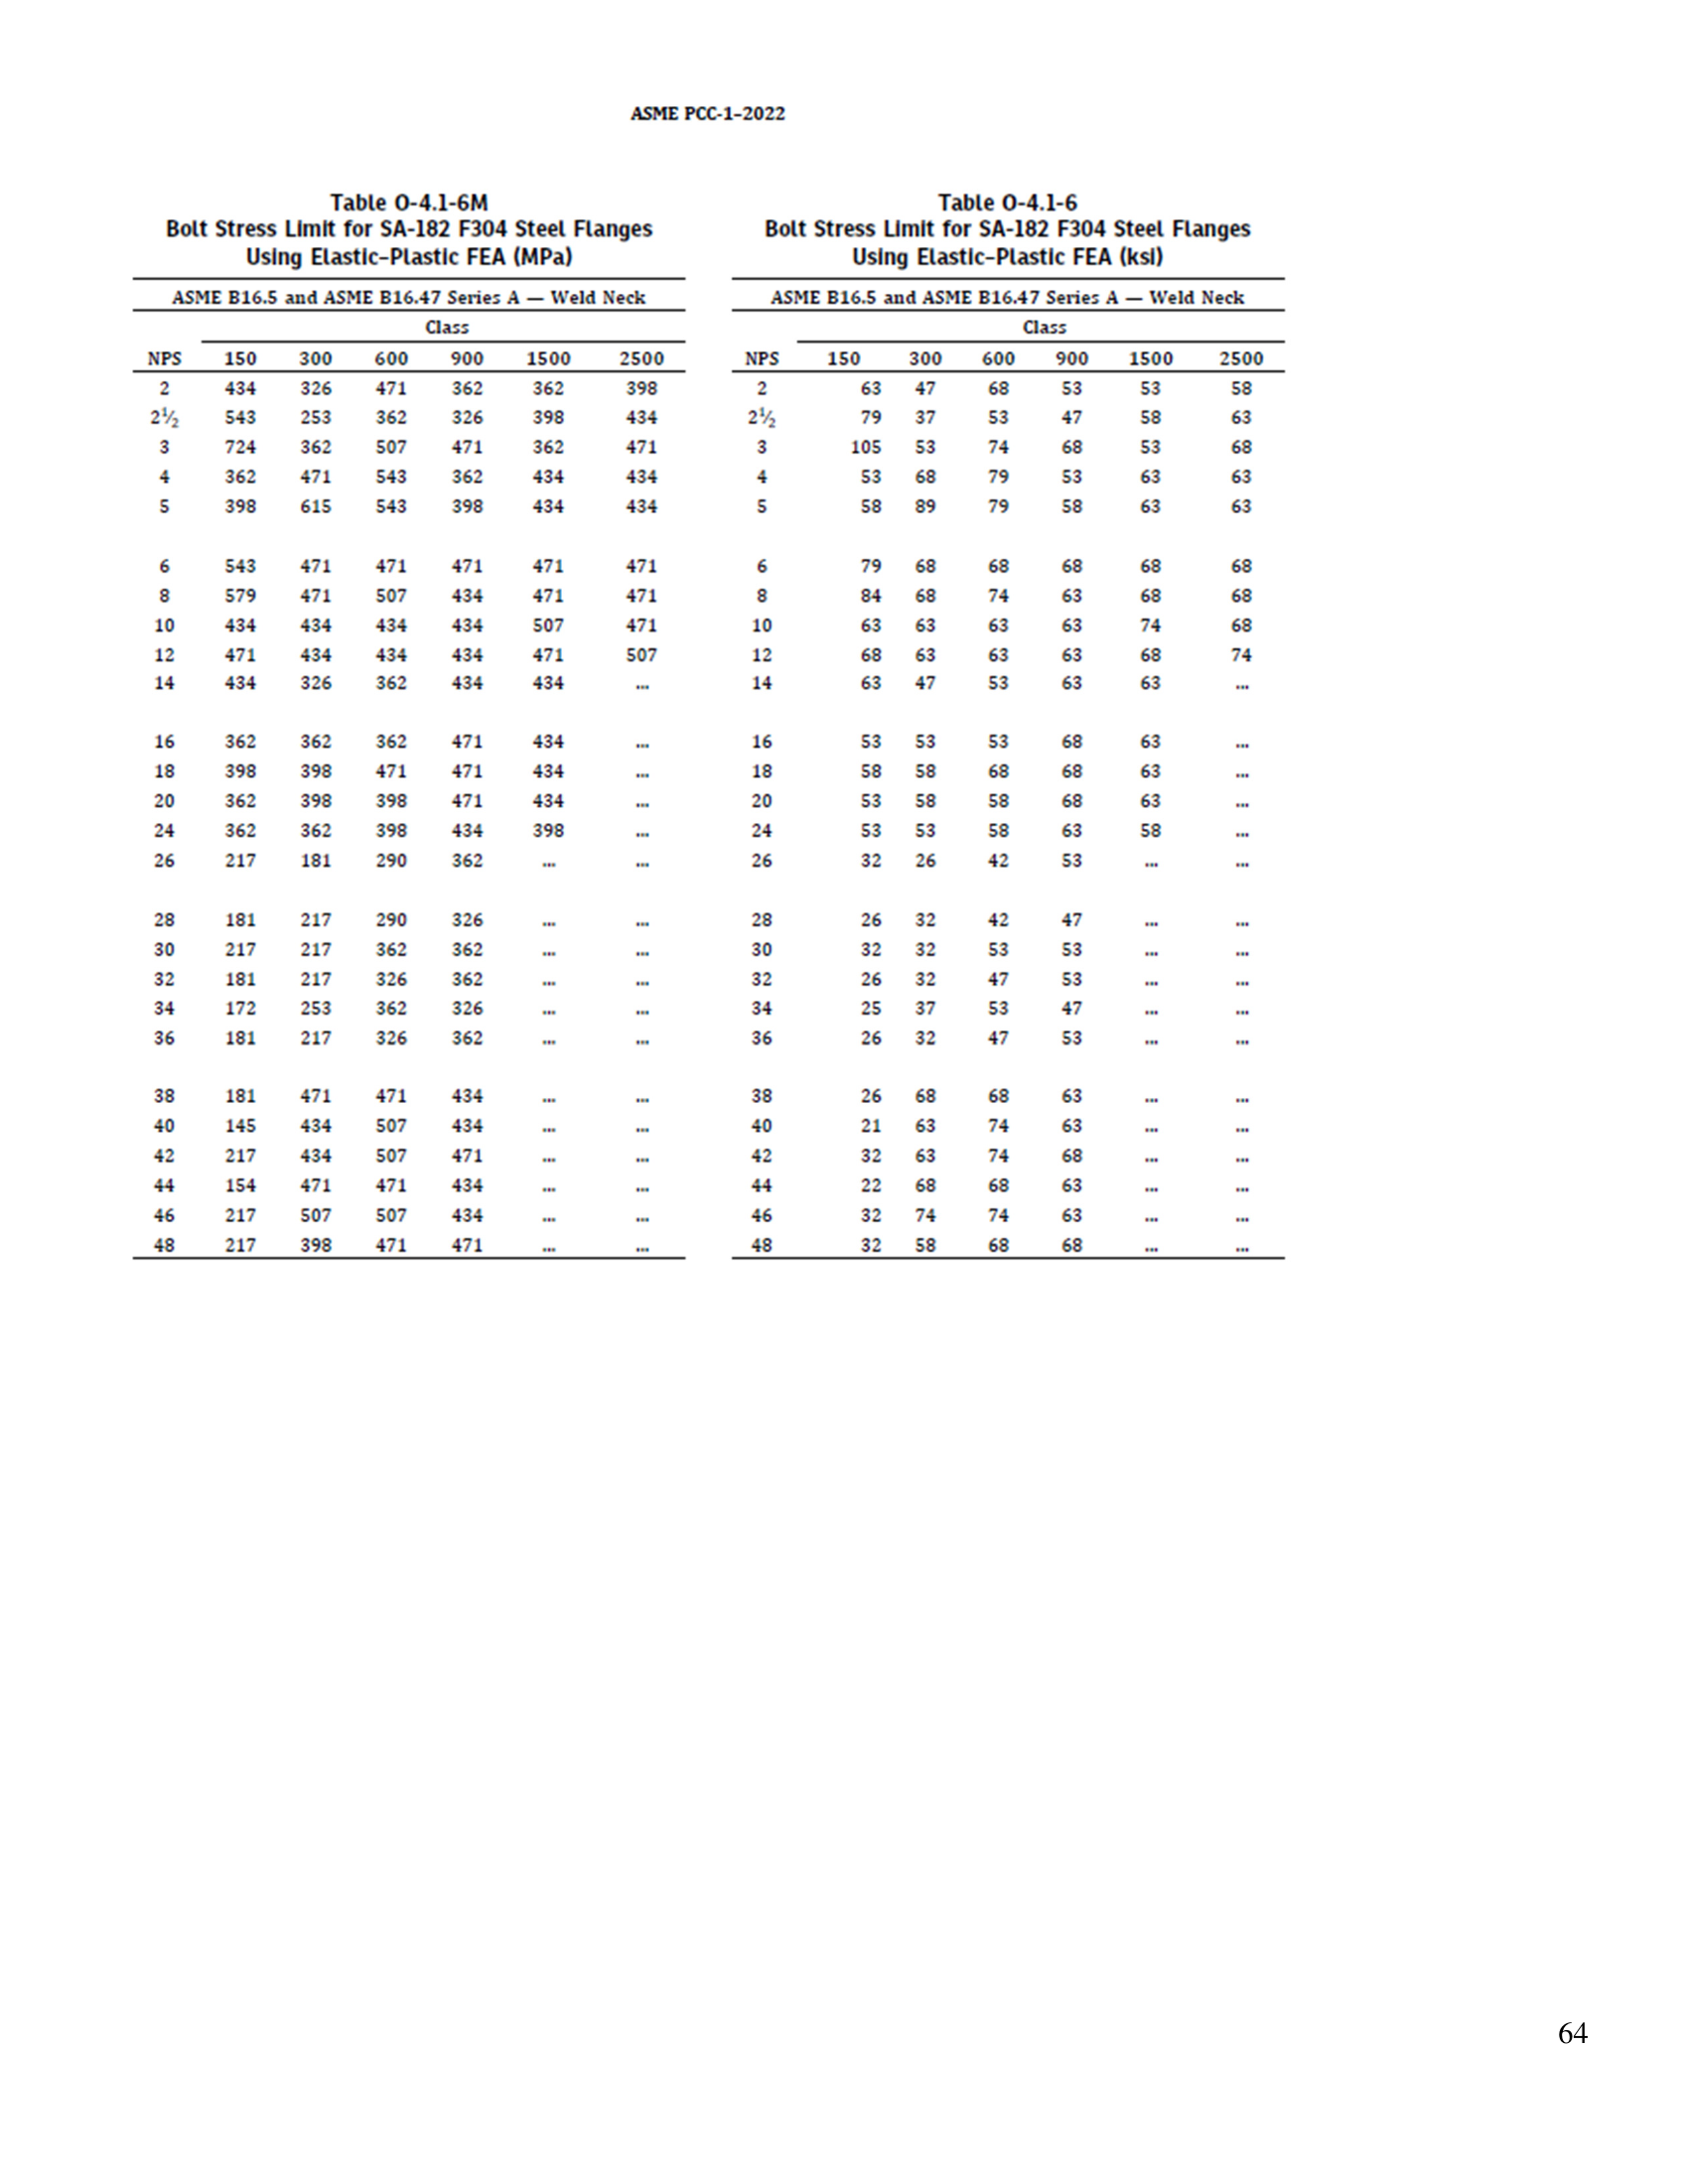 ASME PCC-1–2022
Table O-4.1-6M
Bolt Stress Limit for SA-182 F304 Steel Flanges
Using Elastic–Plastic FEA (MPa)
ASME B16.5 and ASME B16.47 Series A — Weld Neck
Class
NPS 150 300 600 900 1500 2500
2 434 326 471 362 362 398
2½ 543 253 362 326 398 434
3 724 362 507 471 362 471
4 362 471 543 362 434 434
5 398 615 543 398 434 434
6 543 471 471 471 471 471
8 579 471 507 434 471 471
10 434 434 434 434 507 471
12 471 434 434 434 471 507
14 434 326 362 434 434 ...
16 362 362 362 471 434 ...
18 398 398 471 471 434 ...
20 362 398 398 471 434 ...
24 362 362 398 434 398 ...
26 217 181 290 362 ... ...
28 181 217 290 326 ... ...
30 217 217 362 362 ... ...
32 181 217 326 362 ... ...
34 172 253 362 326 ... ...
36 181 217 326 362 ... ...
38 181 471 471 434 ... ...
40 145 434 507 434 ... ...
42 217 434 507 471 ... ...
44 154 471 471 434 ... ...
46 217 507 507 434 ... ...
48 217 398 471 471 ... ...
Table O-4.1-6
Bolt Stress Limit for SA-182 F304 Steel Flanges
Using Elastic–Plastic FEA (ksi)
ASME B16.5 and ASME B16.47 Series A — Weld Neck
Class
NPS 150 300 600 900 1500 2500
2 63 47 68 53 53 58
2½ 79 37 53 47 58 63
3 105 53 74 68 53 68
4 53 68 79 53 63 63
5 58 89 79 58 63 63
6 79 68 68 68 68 68
8 84 68 74 63 68 68
10 63 63 63 63 74 68
12 68 63 63 63 68 74
14 63 47 53 63 63 ...
16 53 53 53 68 63 ...
18 58 58 68 68 63 ...
20 53 58 58 68 63 ...
24 53 53 58 63 58 ...
26 32 26 42 53 ... ...
28 26 32 42 47 ... ...
30 32 32 53 53 ... ...
32 26 32 47 53 ... ...
34 25 37 53 47 ... ...
36 26 32 47 53 ... ...
38 26 68 68 63 ... ...
40 21 63 74 63 ... ...
42 32 63 74 68 ... ...
44 22 68 68 63 ... ...
46 32 74 74 63 ... ...
48 32 58 68 68 ... ...
64